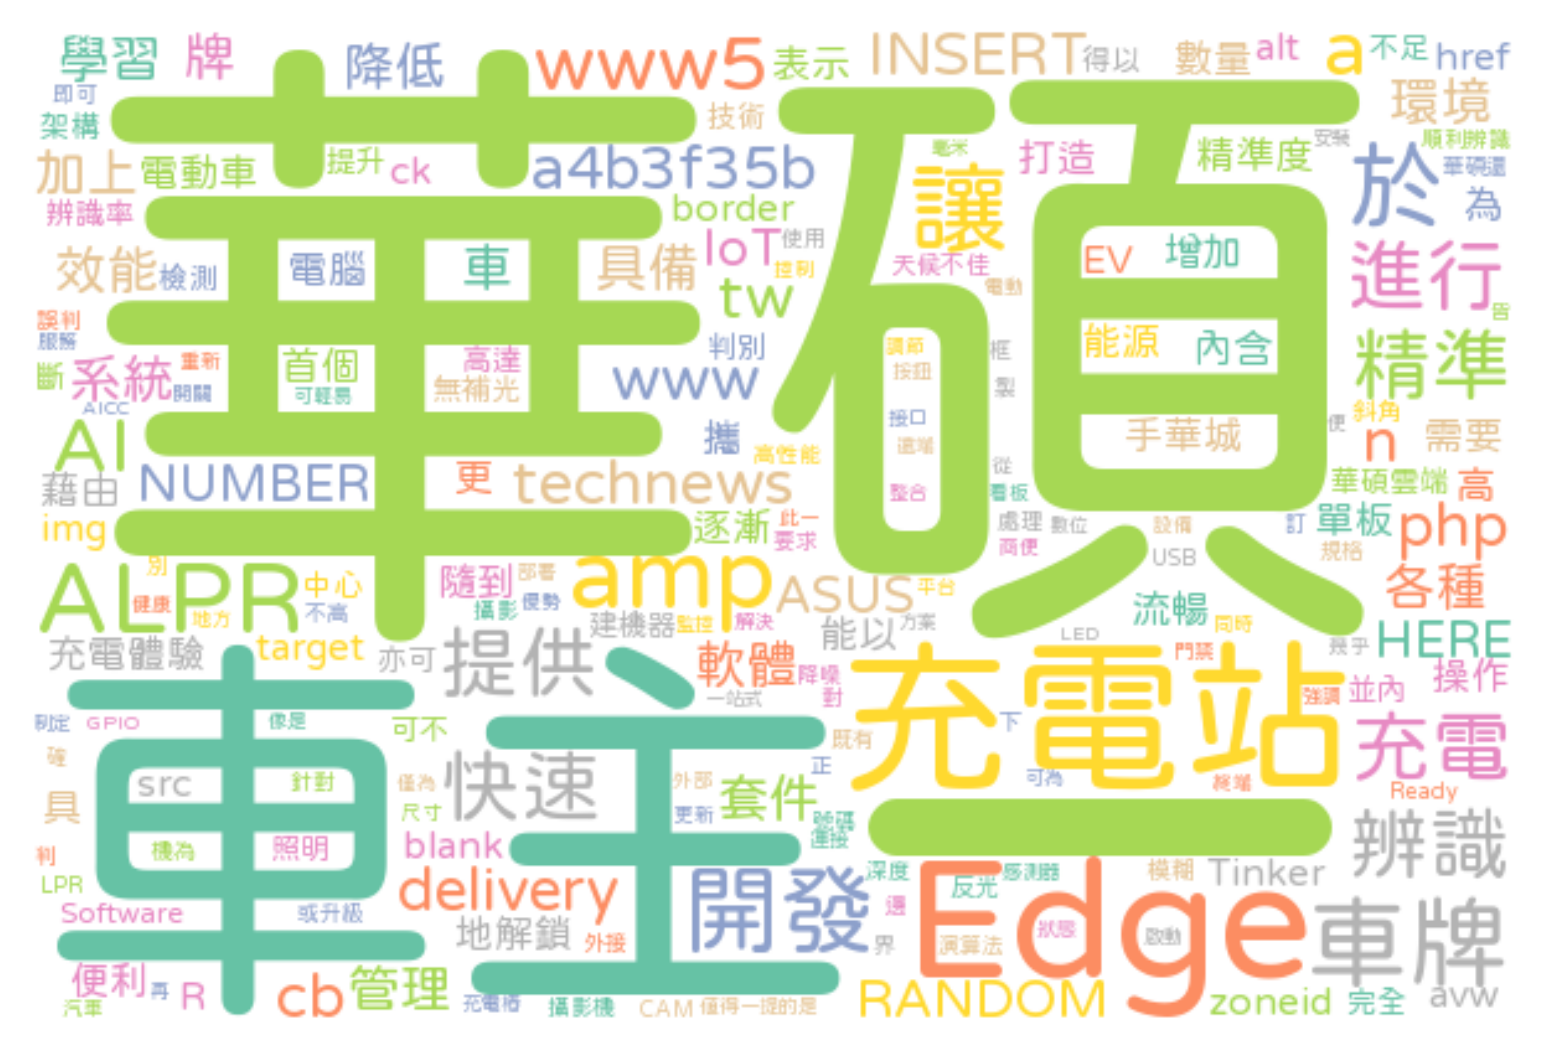 學習 牌 降低 www5 表示 INSERT 得以 數量 alt a 不足 href
即可 架構 技術 環境
加上 電動車 提升 ck a4b3f35b 毫米 打造 精準度 安裝 順利辨識 華碩還
辨識率 border 讓 於 為
華碩
效能 檢測 電腦 車 具備 IoT 使用 控制 tw 天候不佳 電動 EV 增加 進行 皆
誤判 服務 斷 系統 重新 開關 首個 可輕易 高達 無補光 判別 www 調節 按鈕 框 製 能源 內含 精準
AICC AI 攜 高性能 接口 遠端 從 手華城 便 斜角 n 需要
藉由 NUMBER 更 technews 整合 看板 華碩雲端 高
img 逐漸 此一 要求 處理 數位 商便 設備 USB 訂 單板 規格 php
ALPR 別 健康 地方 中心 不高 隨到 部署 攝影 優勢 amp ASUS 平台 各種
充電體驗 target 亦可 提供 建機器 監控 解決 能以 方案 LED 流暢 同時 門禁 幾乎 HERE
軟體 降噪 對 一站式 充電站 強調 並內 操作
車主
制定 GPIO 像是 可不 既有 下 充電
確 src 針對 僅為 快速 尺寸 外部 更新 套件 正 可為 終端 Ready
具 機為 照明 blank 號碼 連接 一 辨識
利 LPR delivery 深度 反光 感測器 模糊 Tinker
Software 或升級 地解鎖 外接 開發 邊 界 Edge 演算法 狀態 啟動 車牌
便利 再 R 汽車 cb 管理 充電樁 攝影機 CAM 值得一提的是 RANDOM zoneid 完全 avw